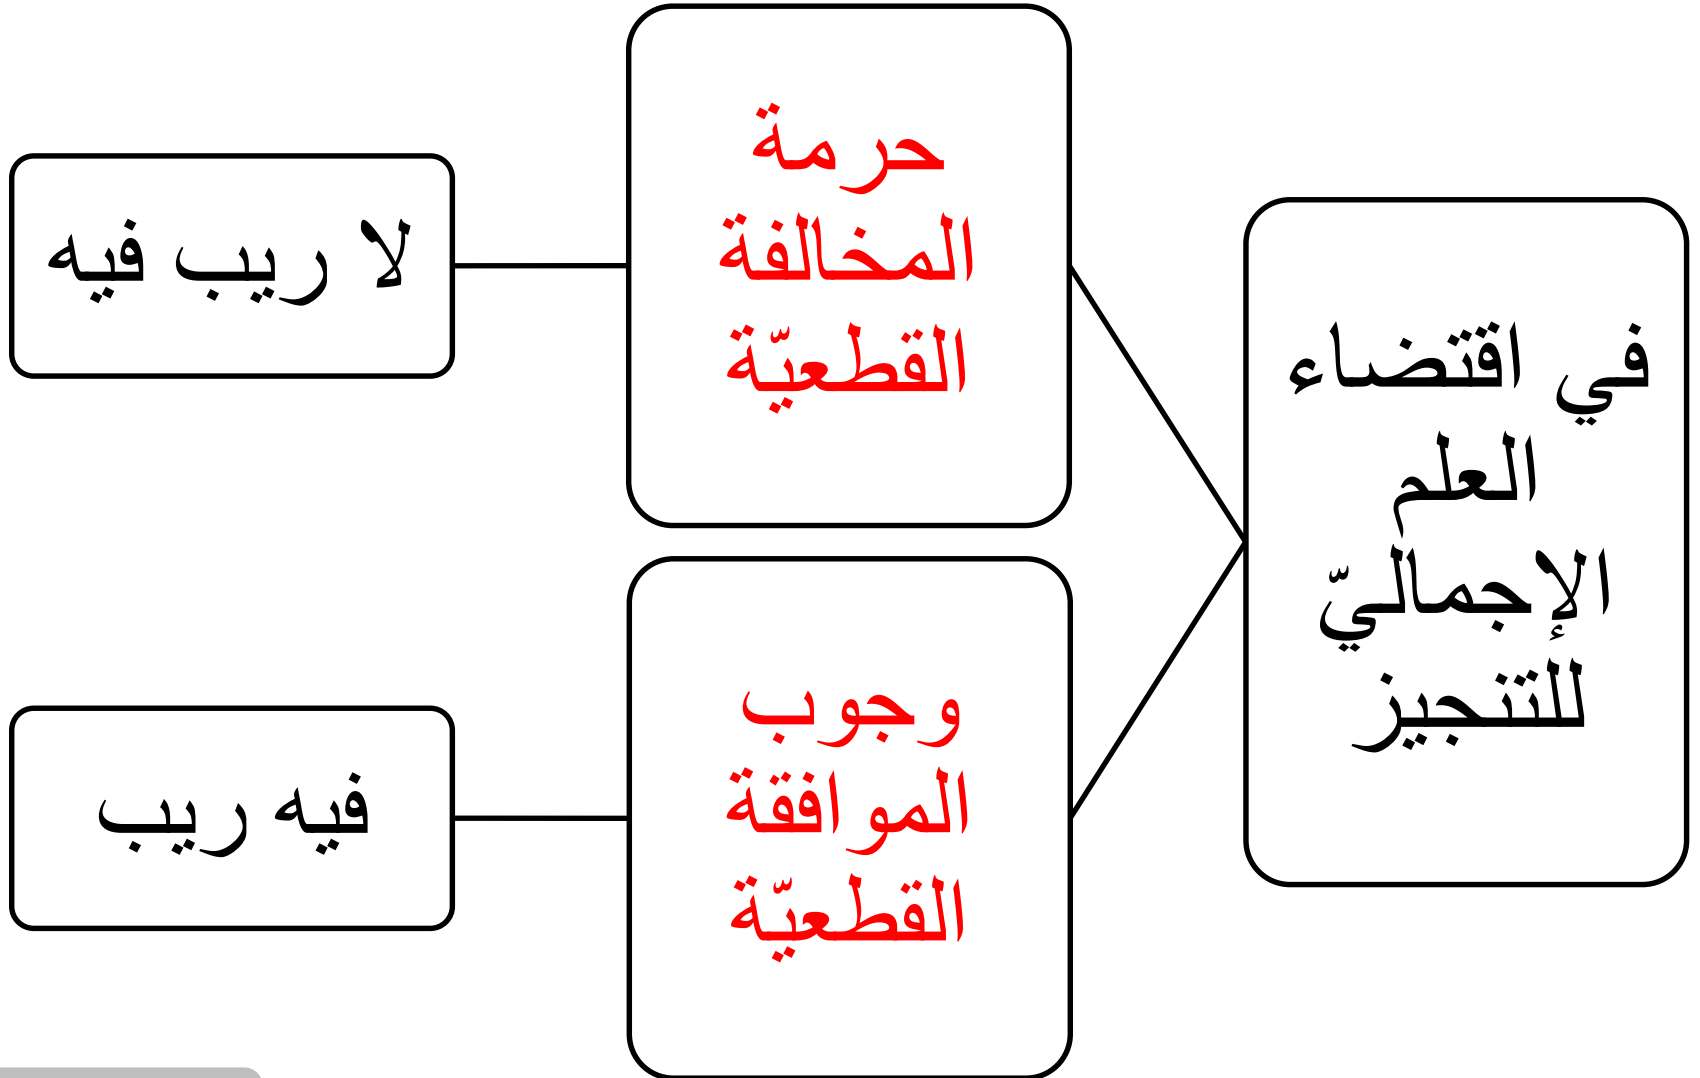 في اقتضاء
العلم
الإجماليّ
للتنجيز
حرمة
المخالفة
القطعيّة
لا ريب فيه
وجوب
الموافقة
القطعيّة
فيه ريب